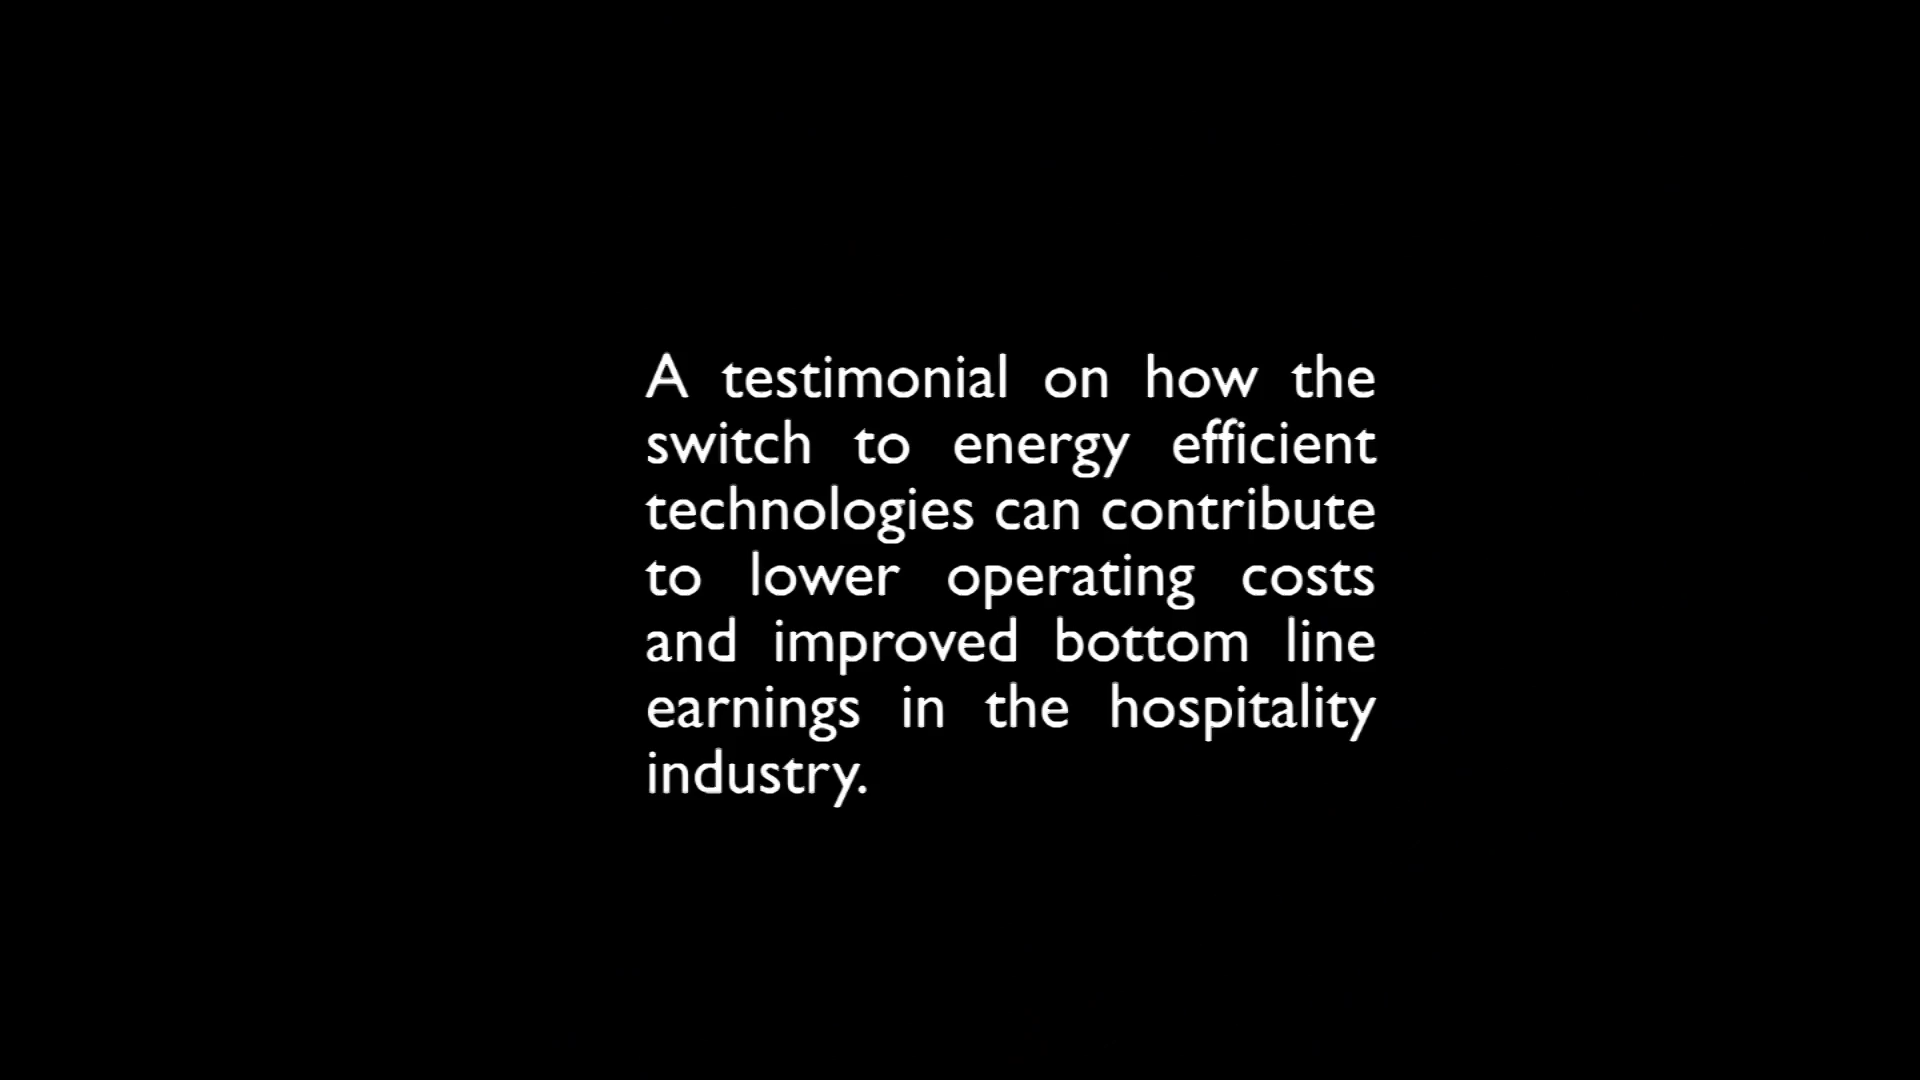 A testimonial on how the
switch to energy efficient
technologies can contribute
to lower operating costs
and improved bottom line
earnings in the hospitality
industry.